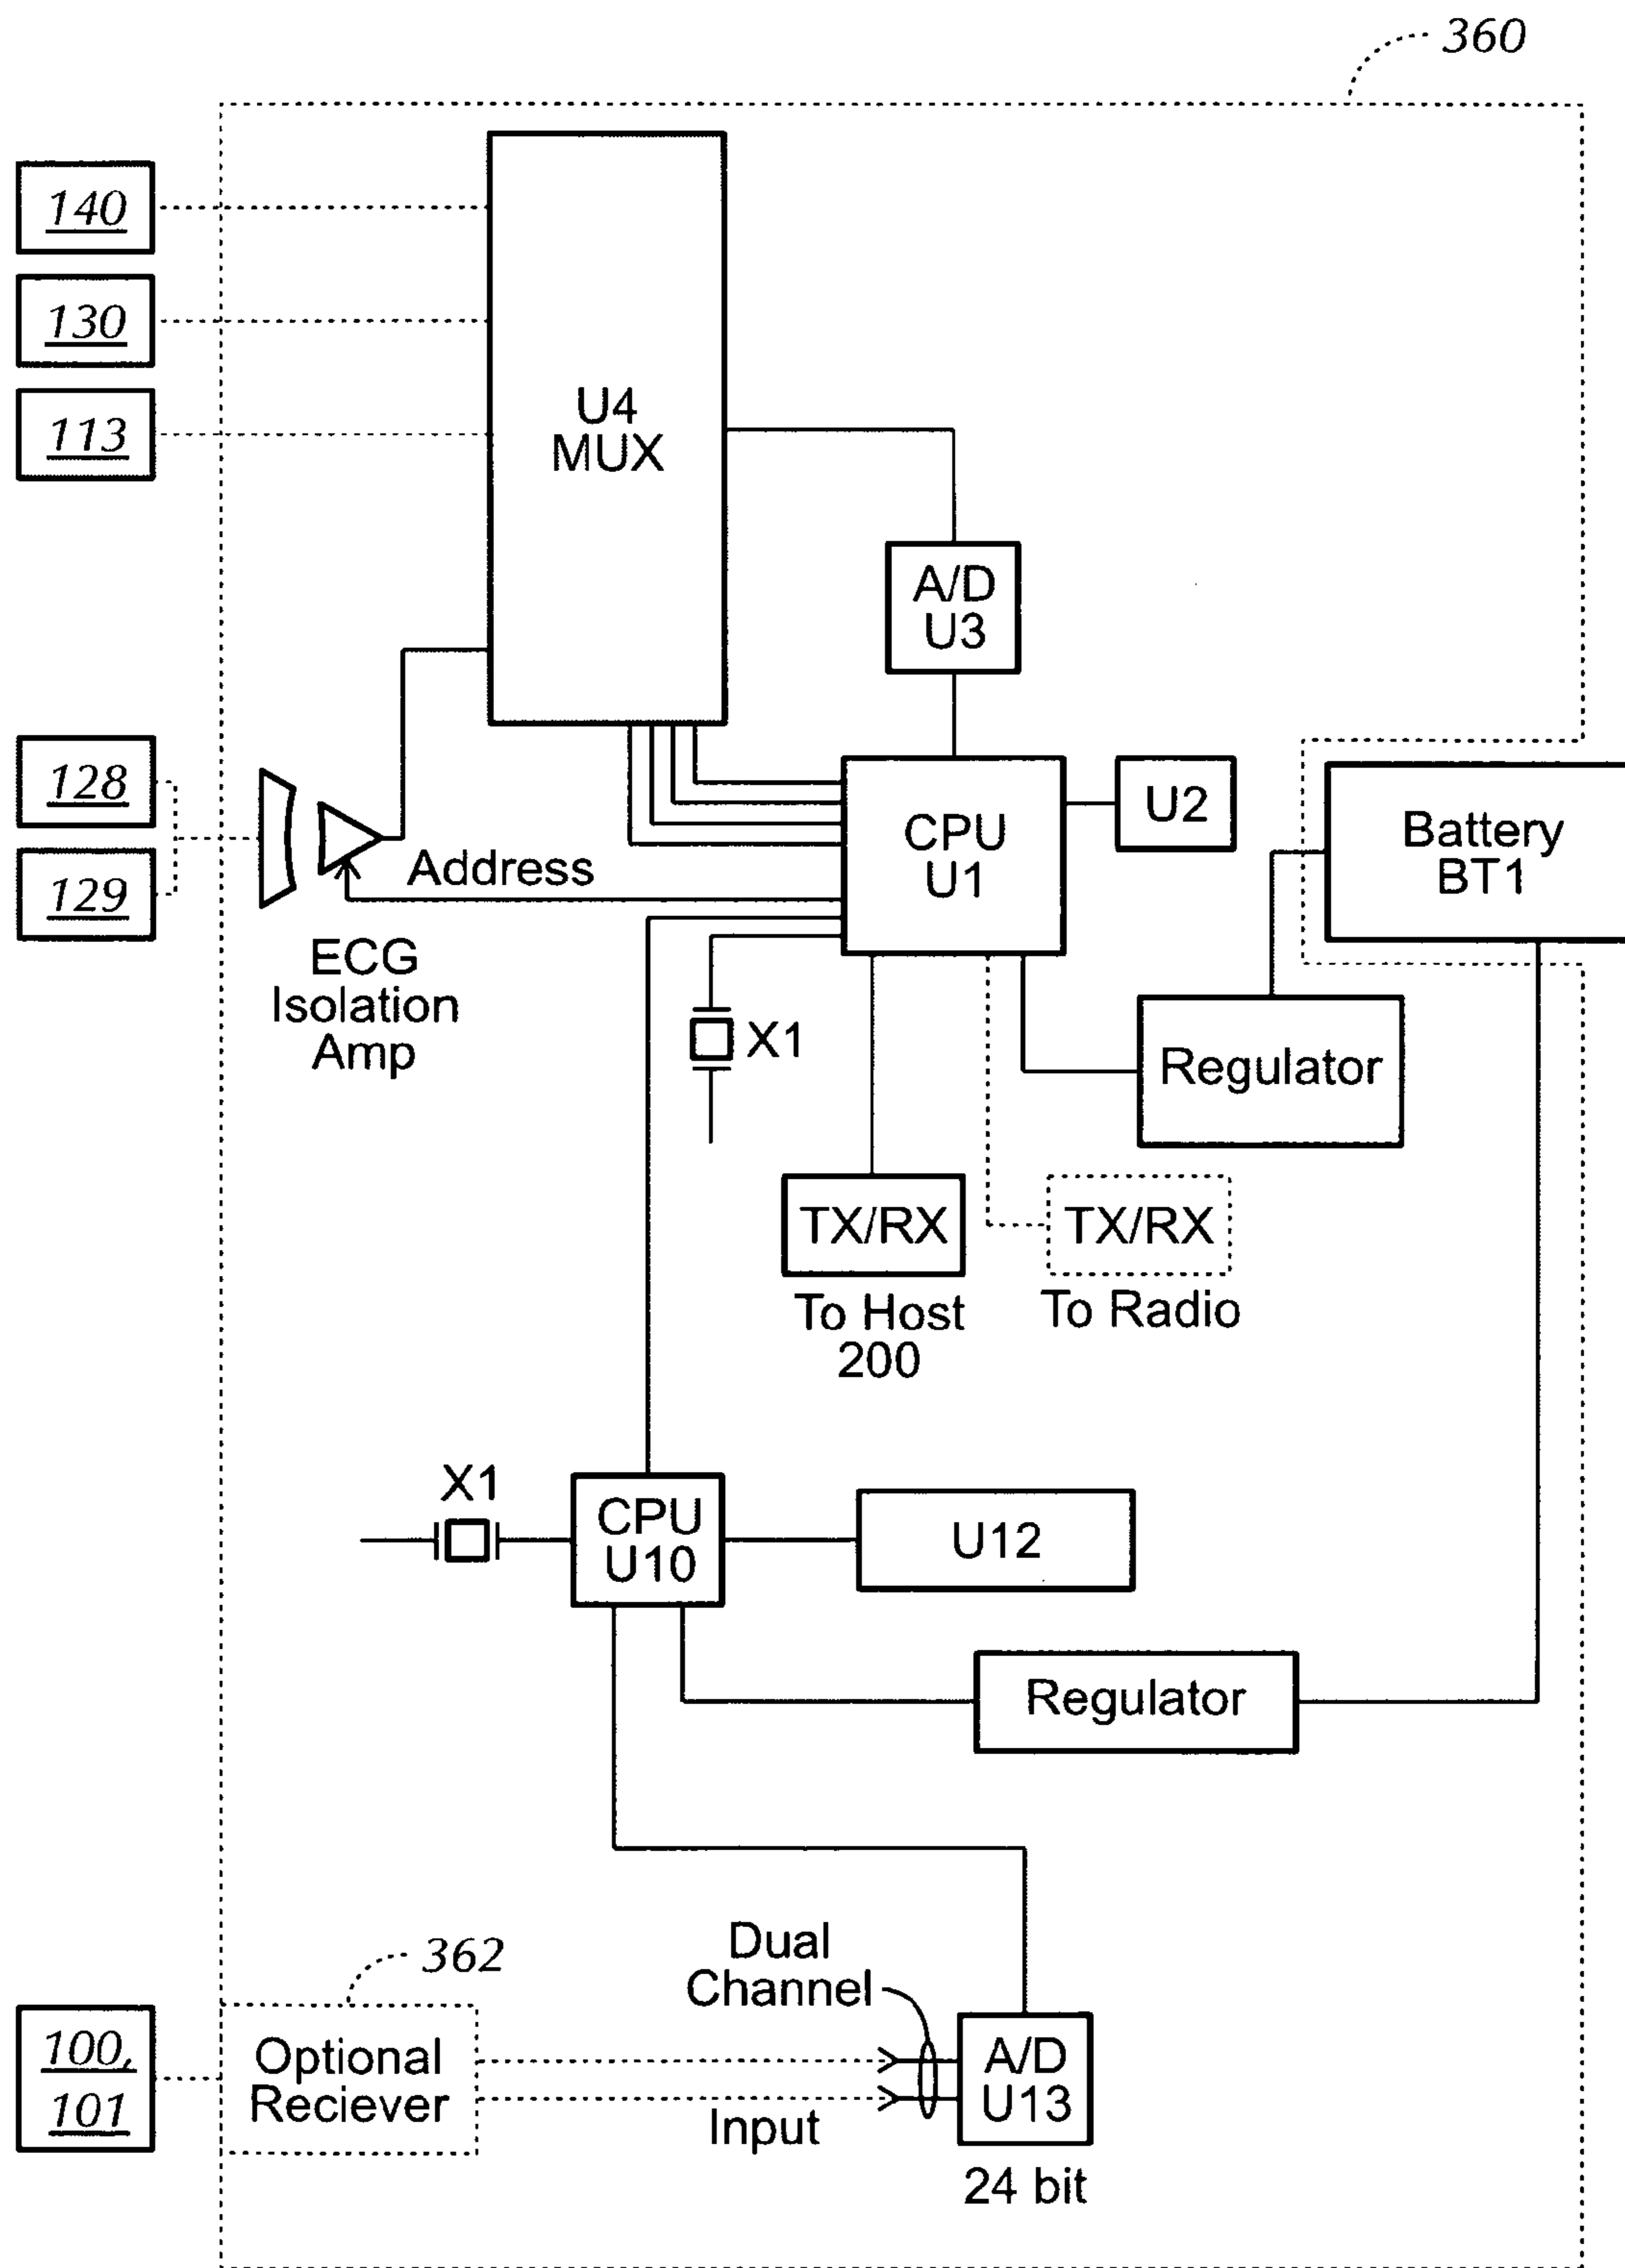 360
140
130
113
U4
MUX
A/D
U3
128
129
Address
CPU
U1
U2
Battery
BT1
ECG
Isolation
Amp
X1
Regulator
TX/RX
To Host
200
TX/RX
To Radio
X1
CPU
U10
U12
Regulator
362
Dual
Channel
100,
101
Optional
Reciever
Input
A/D
U13
24 bit